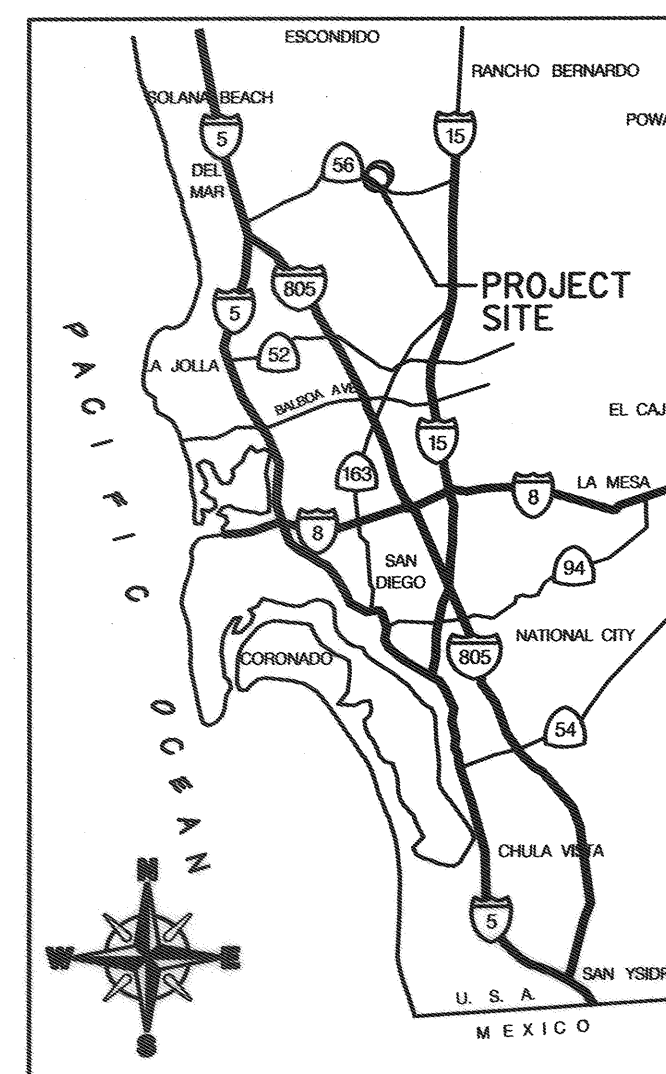 ESCONDIDO
RANCHO BERNARDO
SOLANA BEACH
POWA
5
15
56
DEL
MAR
805
PROJECT
SITE
5
52
LA JOLLA
PACIFIC
BALBOA AVE
EL CAJ
15
163
LA MESA
8
8
SAN
DIEGO
94
NATIONAL CITY
CORONADO
805
54
OCEAN
CHULA VISTA
N
5
W
E
SAN YSIDR
U. S. A.
MEXICO
S